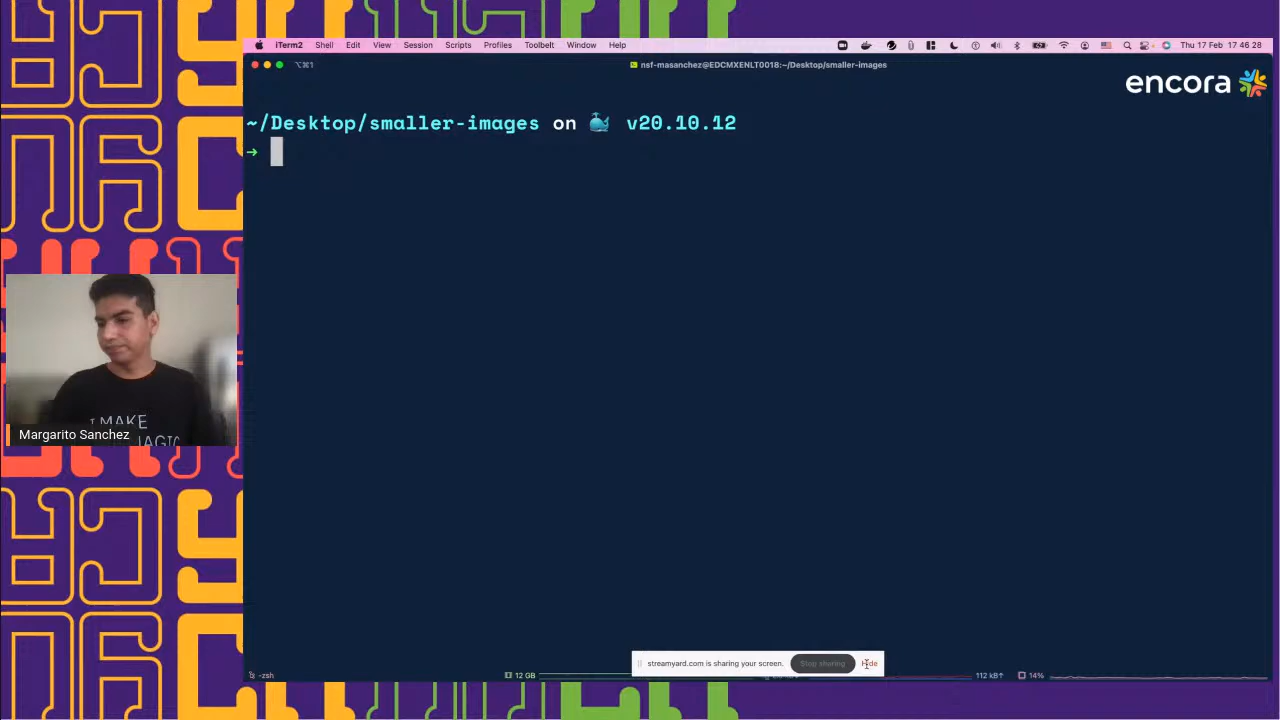 iTerm2 Shell Edit View Session Scripts Profiles Toolbelt Window Help Thu 17 Feb 17 46 28
⌥⌘1 nsf-masanchez@EDCMXENLT0018:~/Desktop/smaller-images
encora
~/Desktop/smaller-images on 🐳 v20.10.12
→
I MAKE
Margarito Sanchez
streamyard.com is sharing your screen. Stop sharing Hide
-zsh 12 GB 112 kB↑ 14%